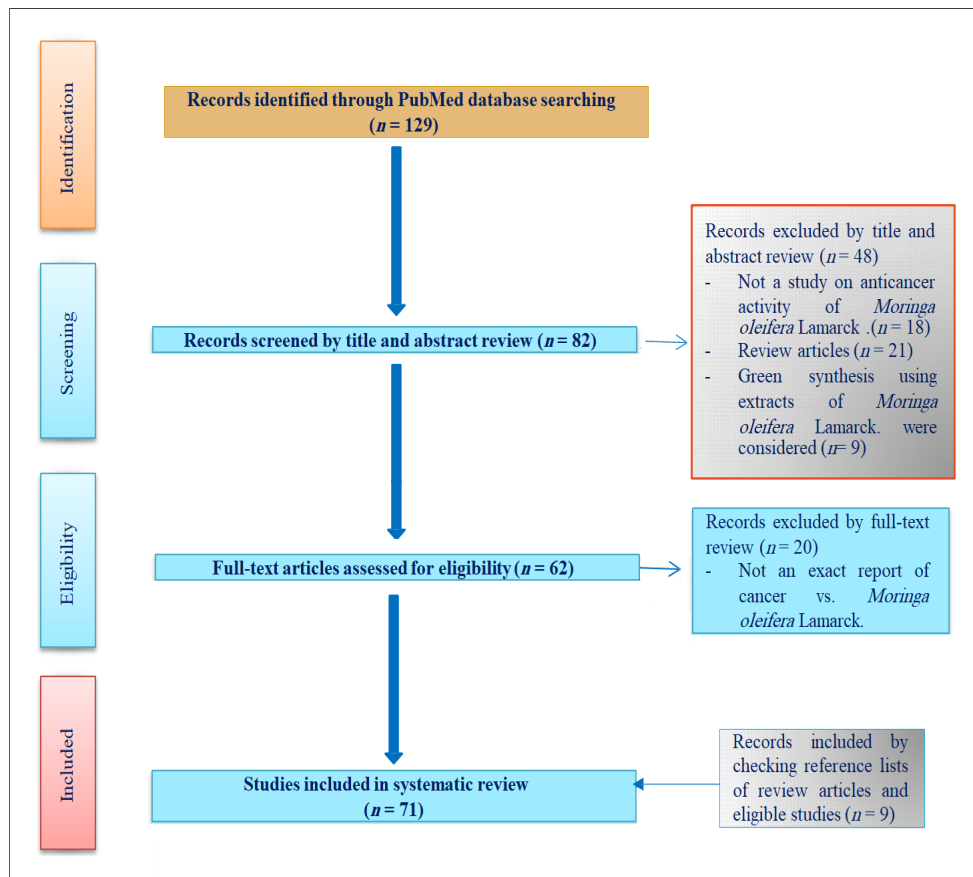 Identification
Records identified through PubMed database searching
(n = 129)
Records excluded by title and
abstract review (n = 48)
- Not a study on anticancer
activity of Moringa
oleifera Lamarck .(n = 18)
- Review articles (n = 21)
- Green synthesis using
extracts of Moringa
oleifera Lamarck. were
considered (n= 9)
Screening
Records screened by title and abstract review (n = 82)
Eligibility
Full-text articles assessed for eligibility (n = 62)
Records excluded by full-text
review (n = 20)
- Not an exact report of
cancer vs. Moringa
oleifera Lamarck.
Included
Studies included in systematic review
(n = 71)
Records included by
checking reference lists
of review articles and
eligible studies (n = 9)